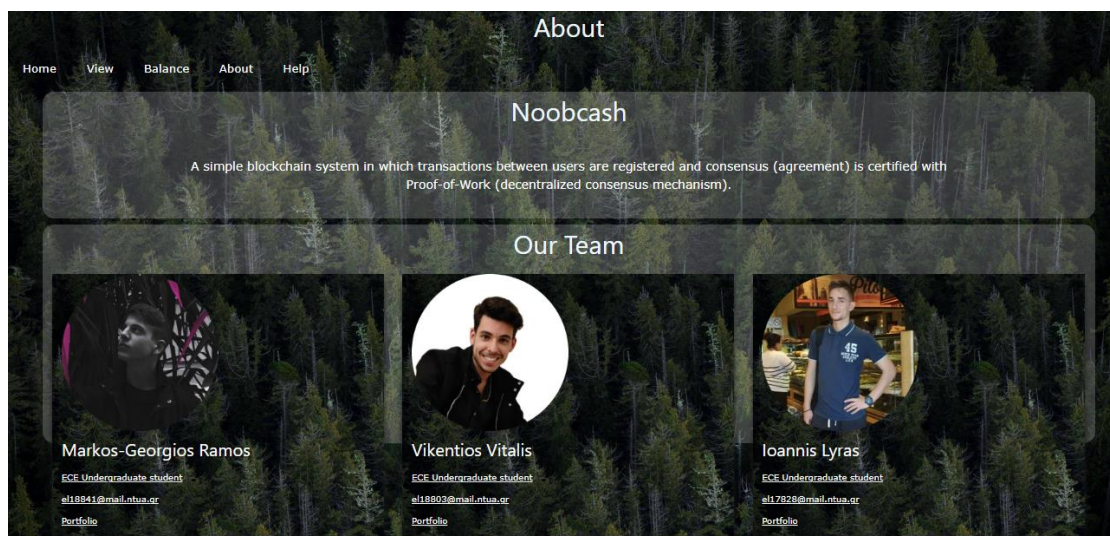 About
Home View Balance About Help
Noobcash
A simple blockchain system in which transactions between users are registered and consensus (agreement) is certified with
Proof-of-Work (decentralized consensus mechanism).
Our Team
45
Markos-Georgios Ramos
ECE Undergraduate student
el18841@mail.ntua.gr
Portfolio
Vikentios Vitalis
ECE Undergraduate student
el18803@mail.ntua.gr
Portfolio
Ioannis Lyras
ECE Undergraduate student
el17828@mail.ntua.gr
Portfolio